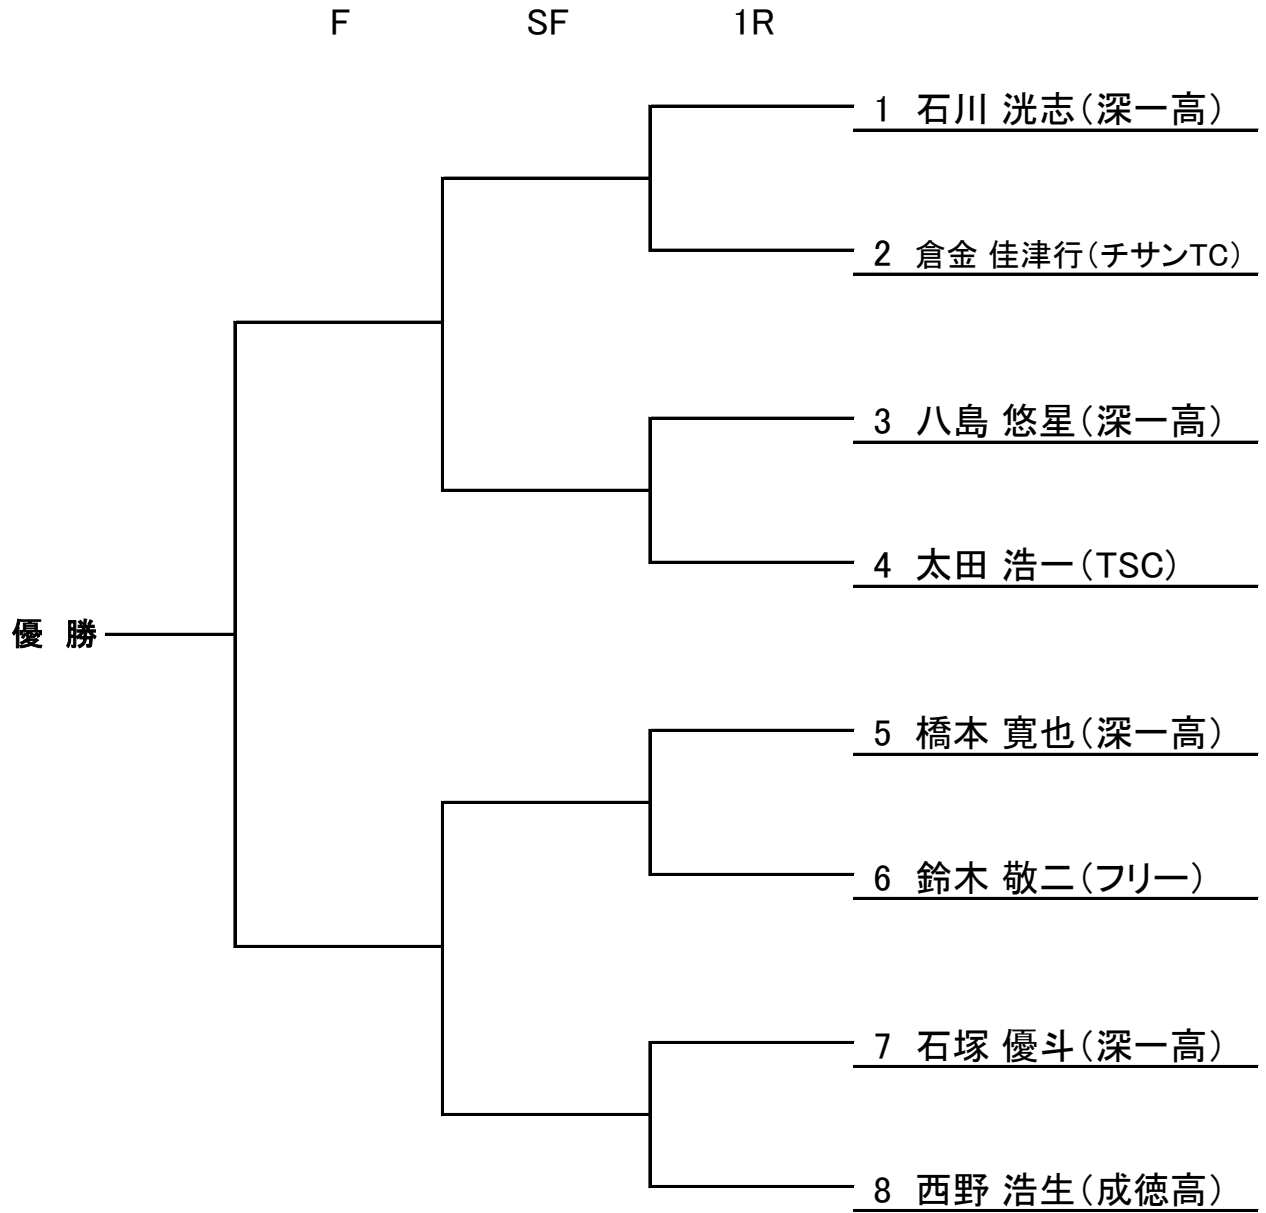 F SF 1R
1 石川 洸志(深一高)
2 倉金 佳津行(チサンTC)
3 八島 悠星(深一高)
4 太田 浩一(TSC)
優 勝
5 橋本 寛也(深一高)
6 鈴木 敬二(フリー)
7 石塚 優斗(深一高)
8 西野 浩生(成徳高)